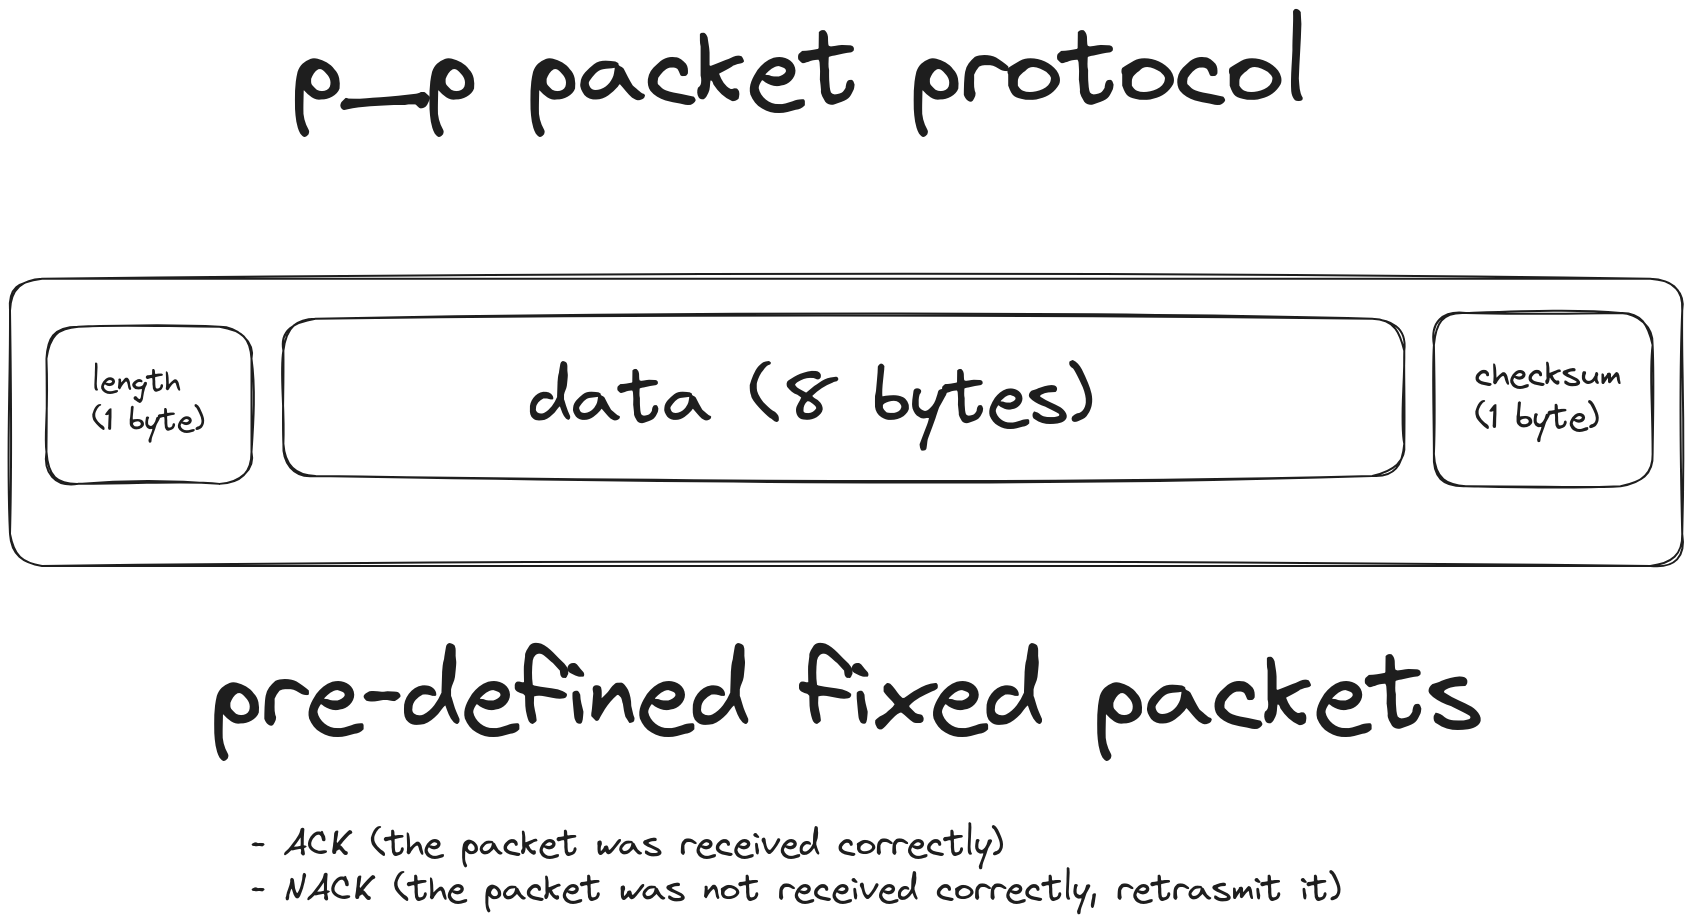 p_p packet protocol
length
(1 byte)
data (8 bytes)
checksum
(1 byte)
pre-defined fixed packets
- ACK (the packet was received correctly)
- NACK (the packet was not received correctly, retrasmit it)